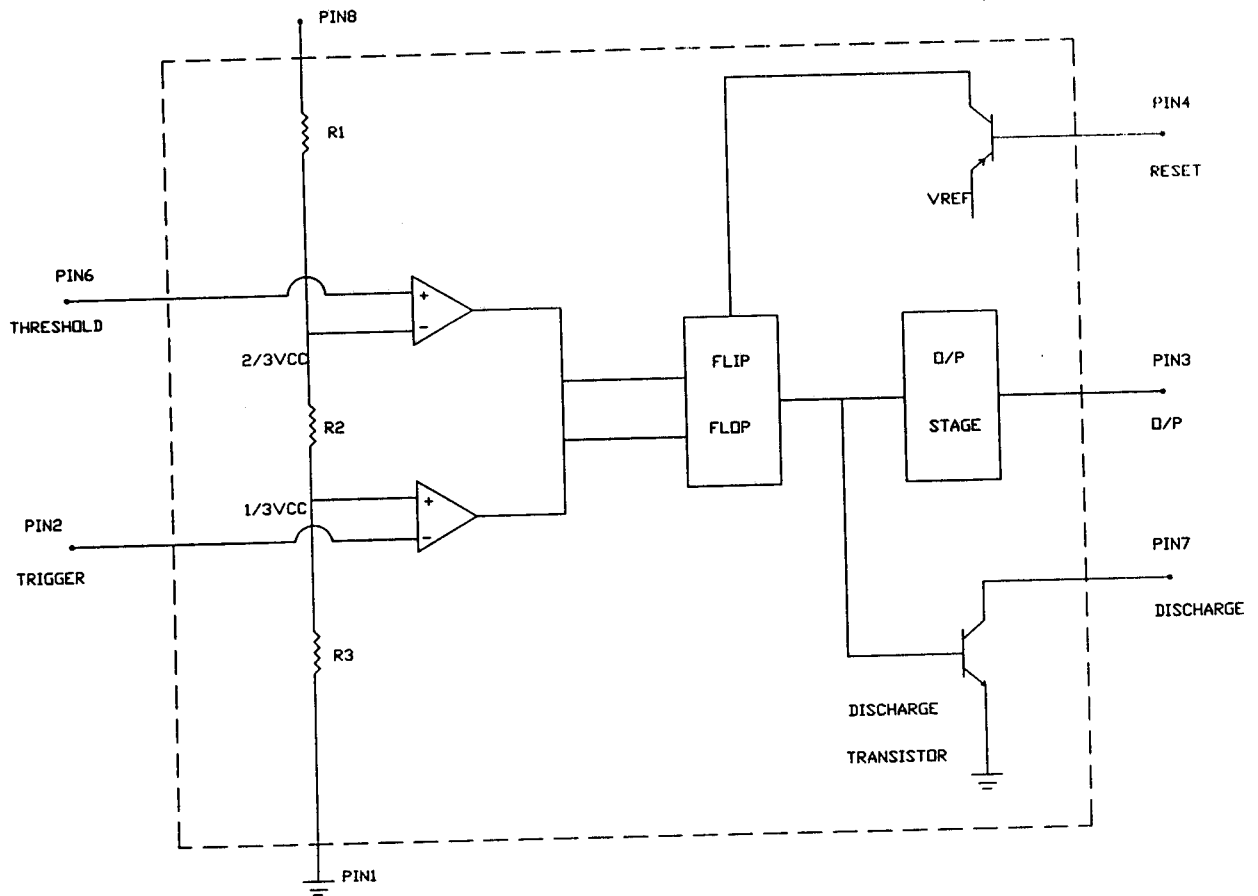 PIN8
R1
PIN4
RESET
VREF
PIN6
THRESHOLD
+
-
2/3VCC
FLIP
FLOP
O/P
STAGE
PIN3
O/P
R2
1/3VCC
+
-
PIN2
TRIGGER
PIN7
DISCHARGE
R3
DISCHARGE
TRANSISTOR
PIN1